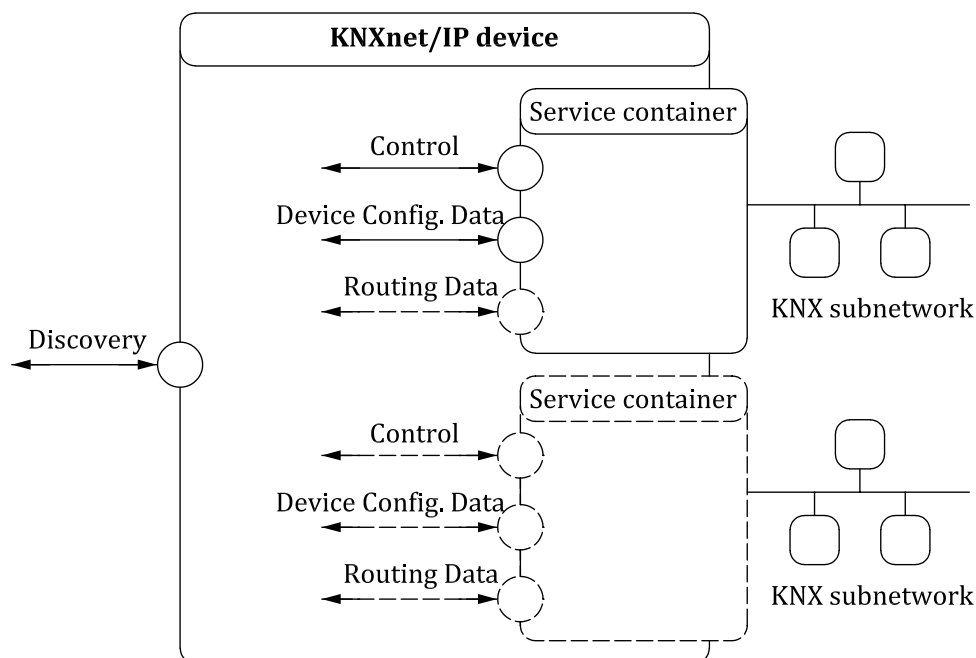 KNXnet/IP device
Service container
Control
Device Config. Data
Routing Data
KNX subnetwork
Discovery
Service container
Control
Device Config. Data
Routing Data
KNX subnetwork